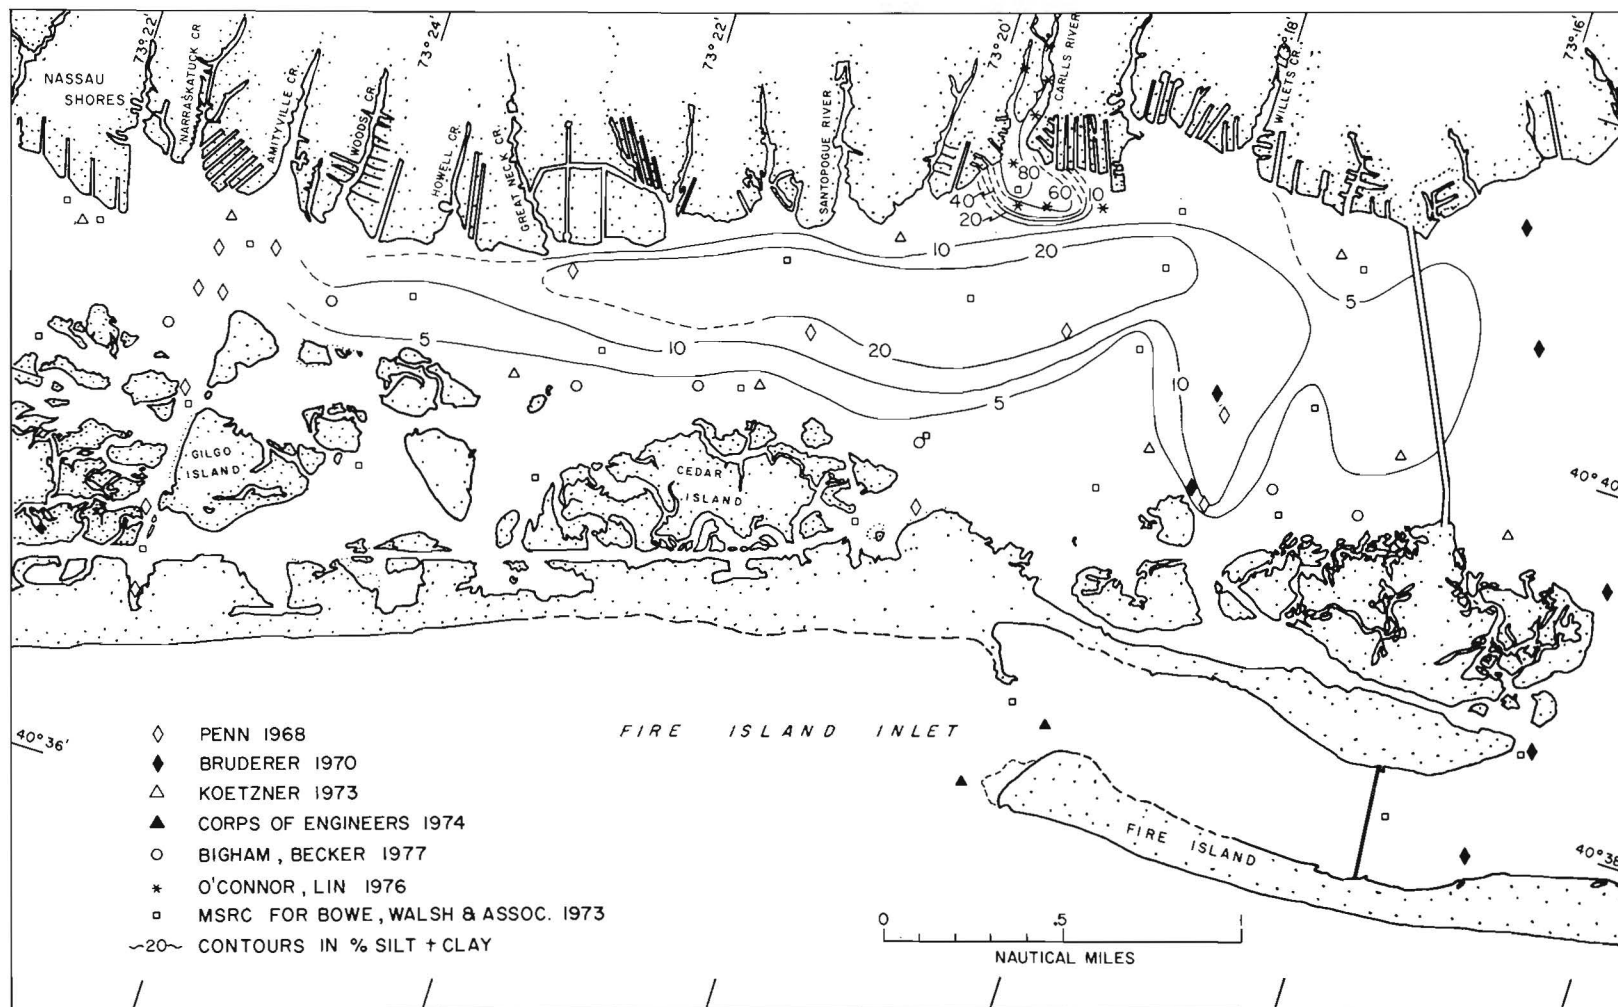 73° 22'
73° 24'
73° 22'
73° 20'
73° 18'
73° 16'
NASSAU
SHORES
NARRASKATUCK CR
AMITYVILLE CR.
WOODS CR.
HOWELL CR.
GREAT NECK CR.
SANTOPOGUE RIVER
CARLLS RIVER
WILLETS CR.
80
60
40
20
10
10
20
5
5
10
20
10
5
GILGO
ISLAND
CEDAR
ISLAND
40° 40'
40° 36'
FIRE ISLAND INLET
PENN 1968
BRUDERER 1970
KOETZNER 1973
CORPS OF ENGINEERS 1974
BIGHAM, BECKER 1977
O'CONNOR, LIN 1976
MSRC FOR BOWE, WALSH & ASSOC. 1973
~20~ CONTOURS IN % SILT + CLAY
FIRE ISLAND
40° 38'
0 .5 1
NAUTICAL MILES